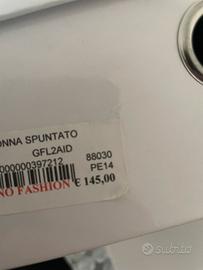 ONNA SPUNTATO
GFL2AID
88030
000000397212 PE14
NO FASHION € 145,00
Subito